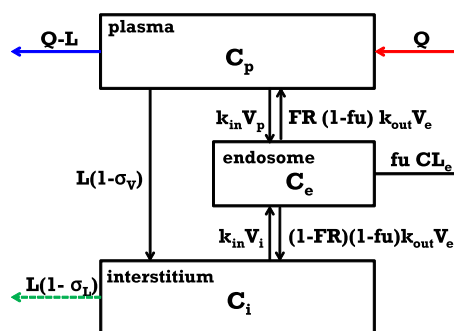 plasma
Q-L
Q
Cp
kinVp
FR (1-fu) koutVe
endosome
fu CLe
Ce
L(1-σV)
kinVi
(1-FR)(1-fu)koutVe
L(1- σL)
interstitium
Ci